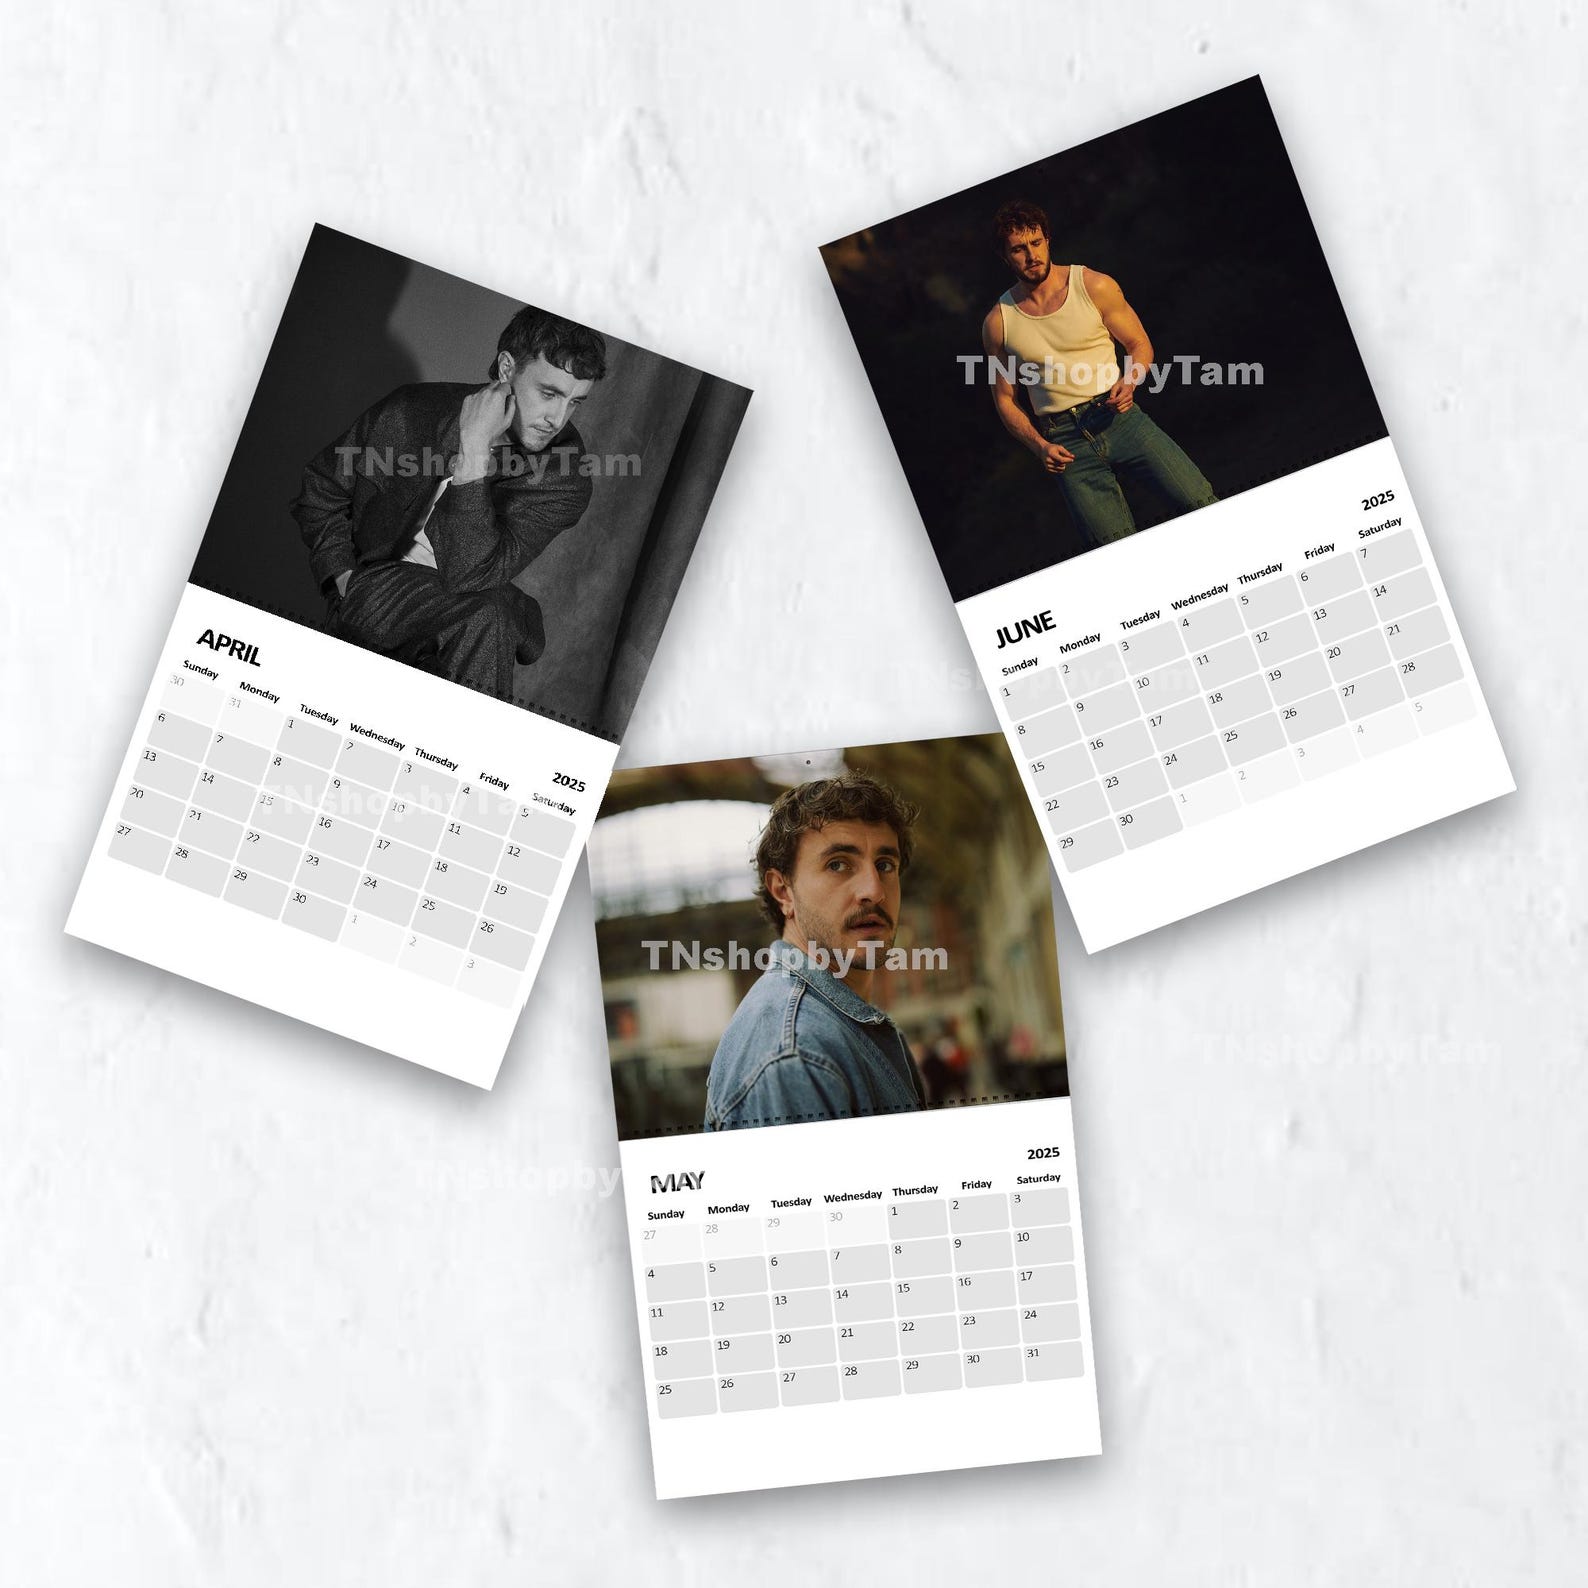 TNshopbyTam
APRIL
2025
Sunday Monday Tuesday Wednesday Thursday Friday Saturday
30 31 1 2 3 4 5
6 7 8 9 10 11 12
13 14 15 16 17 18 19
20 21 22 23 24 25 26
27 28 29 30 1 2 3
TNshopbyTam
TNshopbyTam
2025
JUNE
Sunday Monday Tuesday Wednesday Thursday Friday Saturday
1 2 3 4 5 6 7
8 9 10 11 12 13 14
15 16 17 18 19 20 21
22 23 24 25 26 27 28
29 30 1 2 3 4 5
TNshopbyTam
TNshopbyTam
MAY
2025
Sunday Monday Tuesday Wednesday Thursday Friday Saturday
27 28 29 30 1 2 3
4 5 6 7 8 9 10
11 12 13 14 15 16 17
18 19 20 21 22 23 24
25 26 27 28 29 30 31
TNshopby
TNshopbyTam